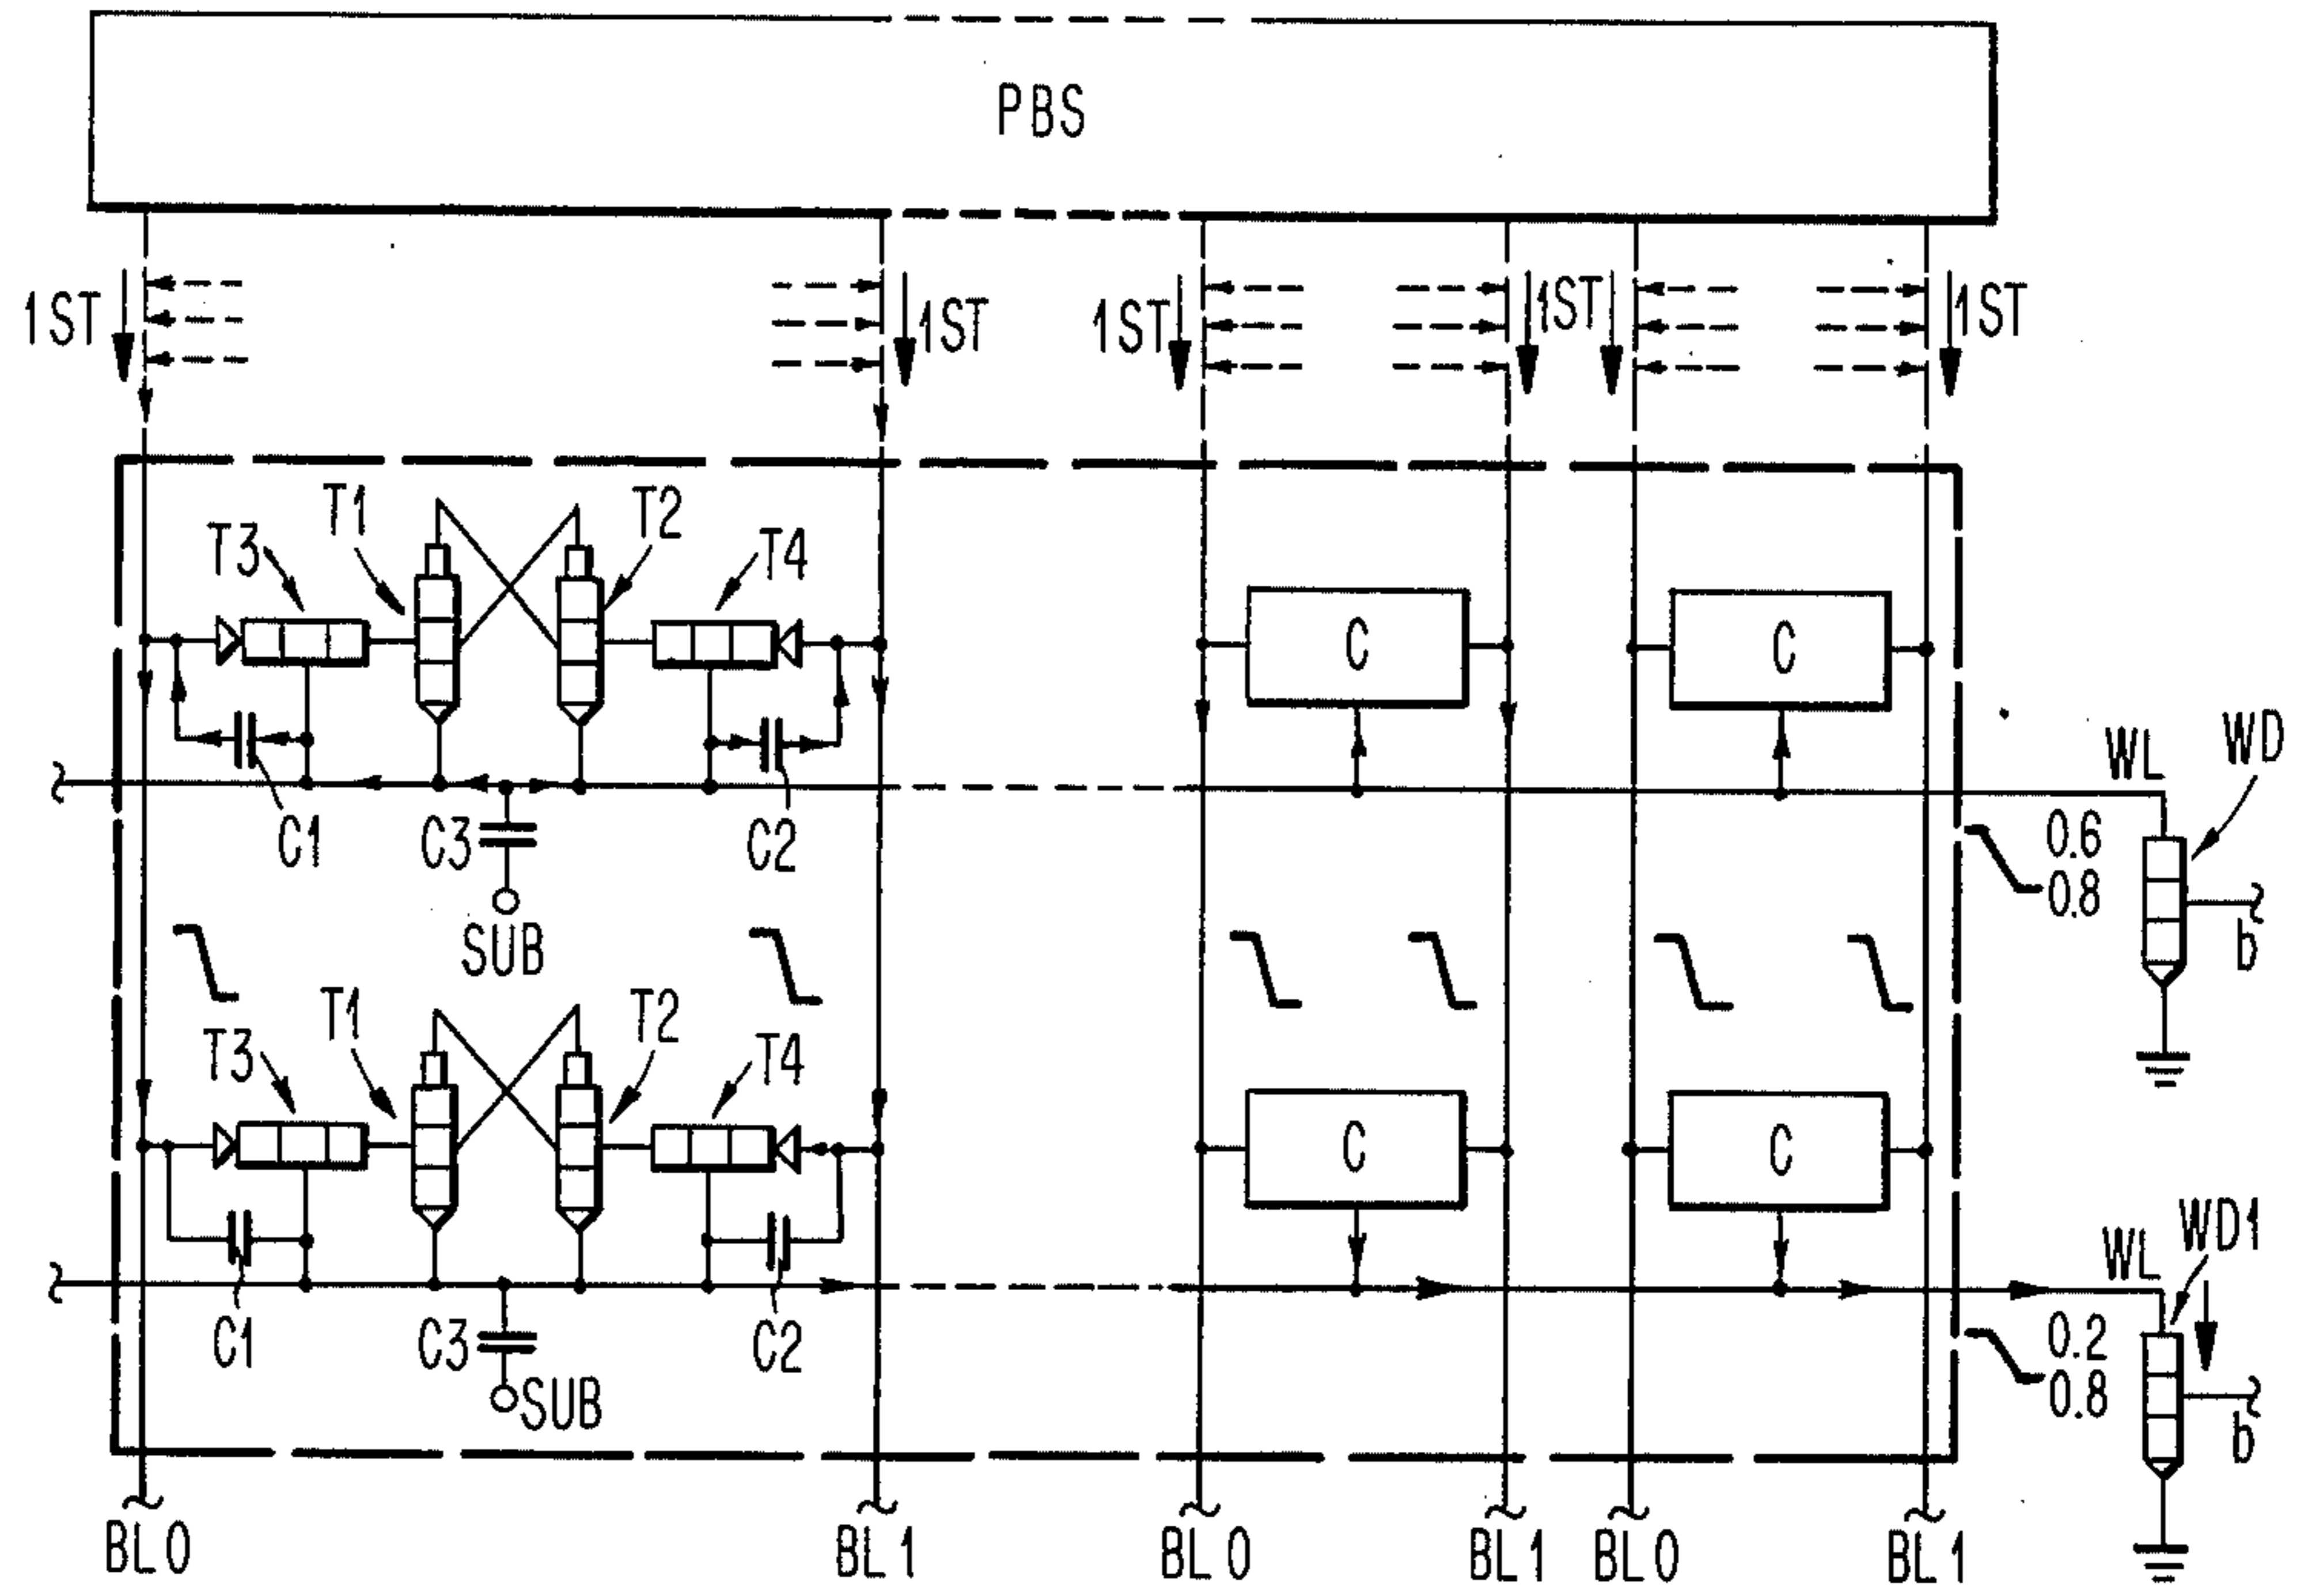 PBS
1ST 1ST 1ST 1ST 1ST
T3 T1 T2 T4
C C
WL WD
C1 C3 C2
0.6
0.8
SUB
b
T3 T1 T2 T4
C C
WL WD1
C1 C3 C2
0.2
0.8
SUB
b
BL0 BL1 BL0 BL1 BL0 BL1